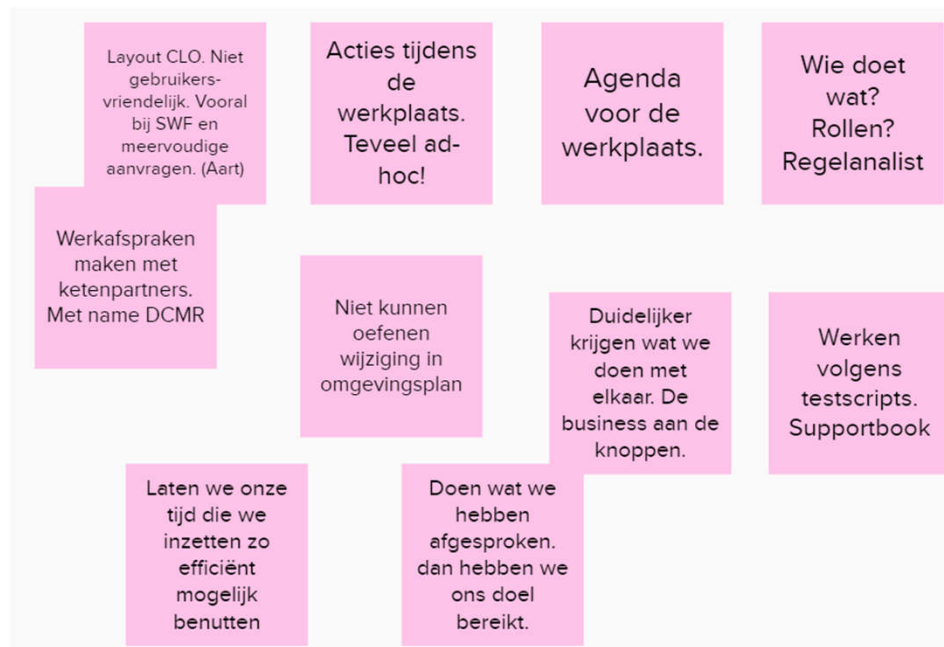 Layout CLO. Niet
gebruikers-
vriendelijk. Vooral
bij SWF en
meervoudige
aanvragen. (Aart)
Acties tijdens
de
werkplaats.
Teveel ad-
hoc!
Agenda
voor de
werkplaats.
Wie doet
wat?
Rollen?
Regelanalist
Werkafspraken
maken met
ketenpartners.
Met name DCMR
Niet kunnen
oefenen
wijziging in
omgevingsplan
Duidelijker
krijgen wat we
doen met
elkaar. De
business aan de
knoppen.
Werken
volgens
testscripts.
Supportbook
Laten we onze
tijd die we
inzetten zo
efficiënt
mogelijk
benutten
Doen wat we
hebben
afgesproken.
dan hebben we
ons doel
bereikt.